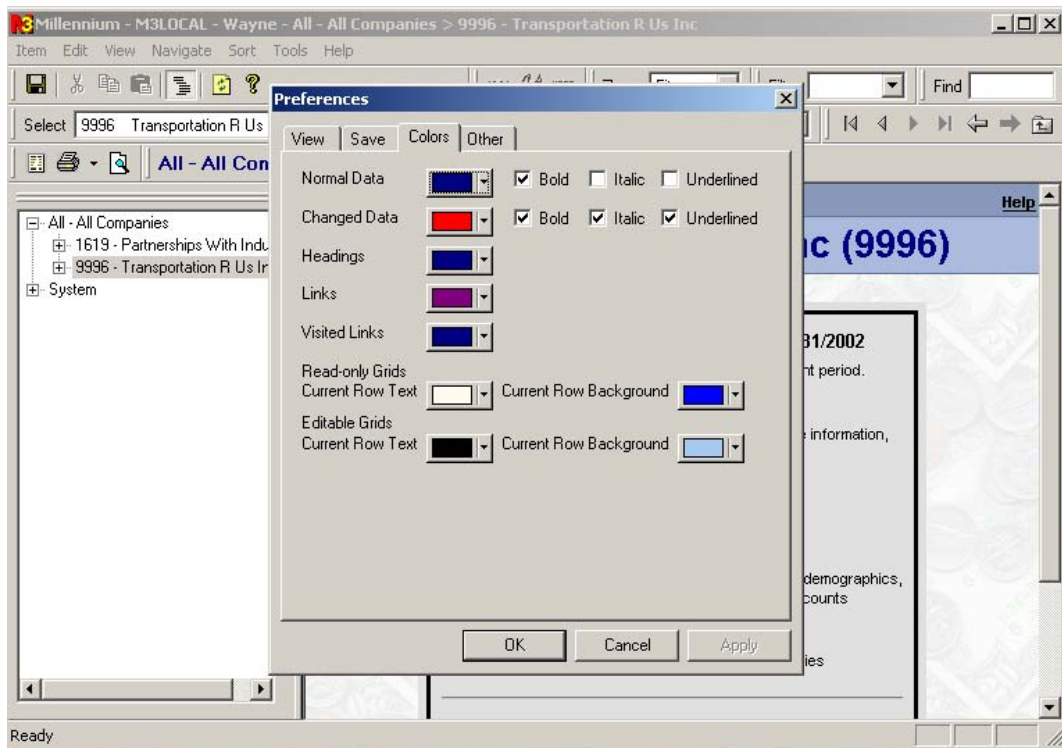 Millennium - M3LOCAL - Wayne - All - All Companies > 9996 - Transportation R Us Inc
Item Edit View Navigate Sort Tools Help
Find
Select 9996 Transportation R Us
All - All Con
All - All Companies
1619 - Partnerships With Indu
9996 - Transportation R Us Ir
System
Preferences
View Save Colors Other
Normal Data Bold Italic Underlined
Changed Data Bold Italic Underlined
Headings
Links
Visited Links
Read-only Grids
Current Row Text Current Row Background
Editable Grids
Current Row Text Current Row Background
OK Cancel Apply
Help
nc (9996)
31/2002
nt period.
information,
demographics,
counts
ies
Ready